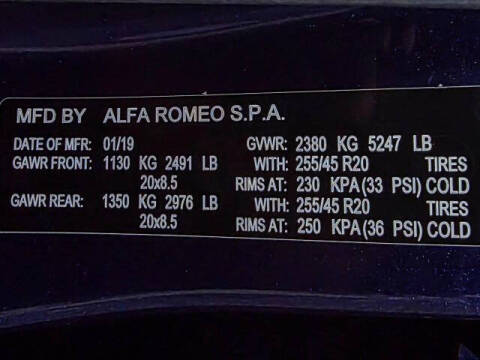 MFD BY ALFA ROMEO S.P.A.
DATE OF MFR: 01/19 GVWR: 2380 KG 5247 LB
GAWR FRONT: 1130 KG 2491 LB WITH: 255/45 R20 TIRES
20x8.5 RIMS AT: 230 KPA(33 PSI) COLD
GAWR REAR: 1350 KG 2976 LB WITH: 255/45 R20 TIRES
20x8.5 RIMS AT: 250 KPA(36 PSI) COLD